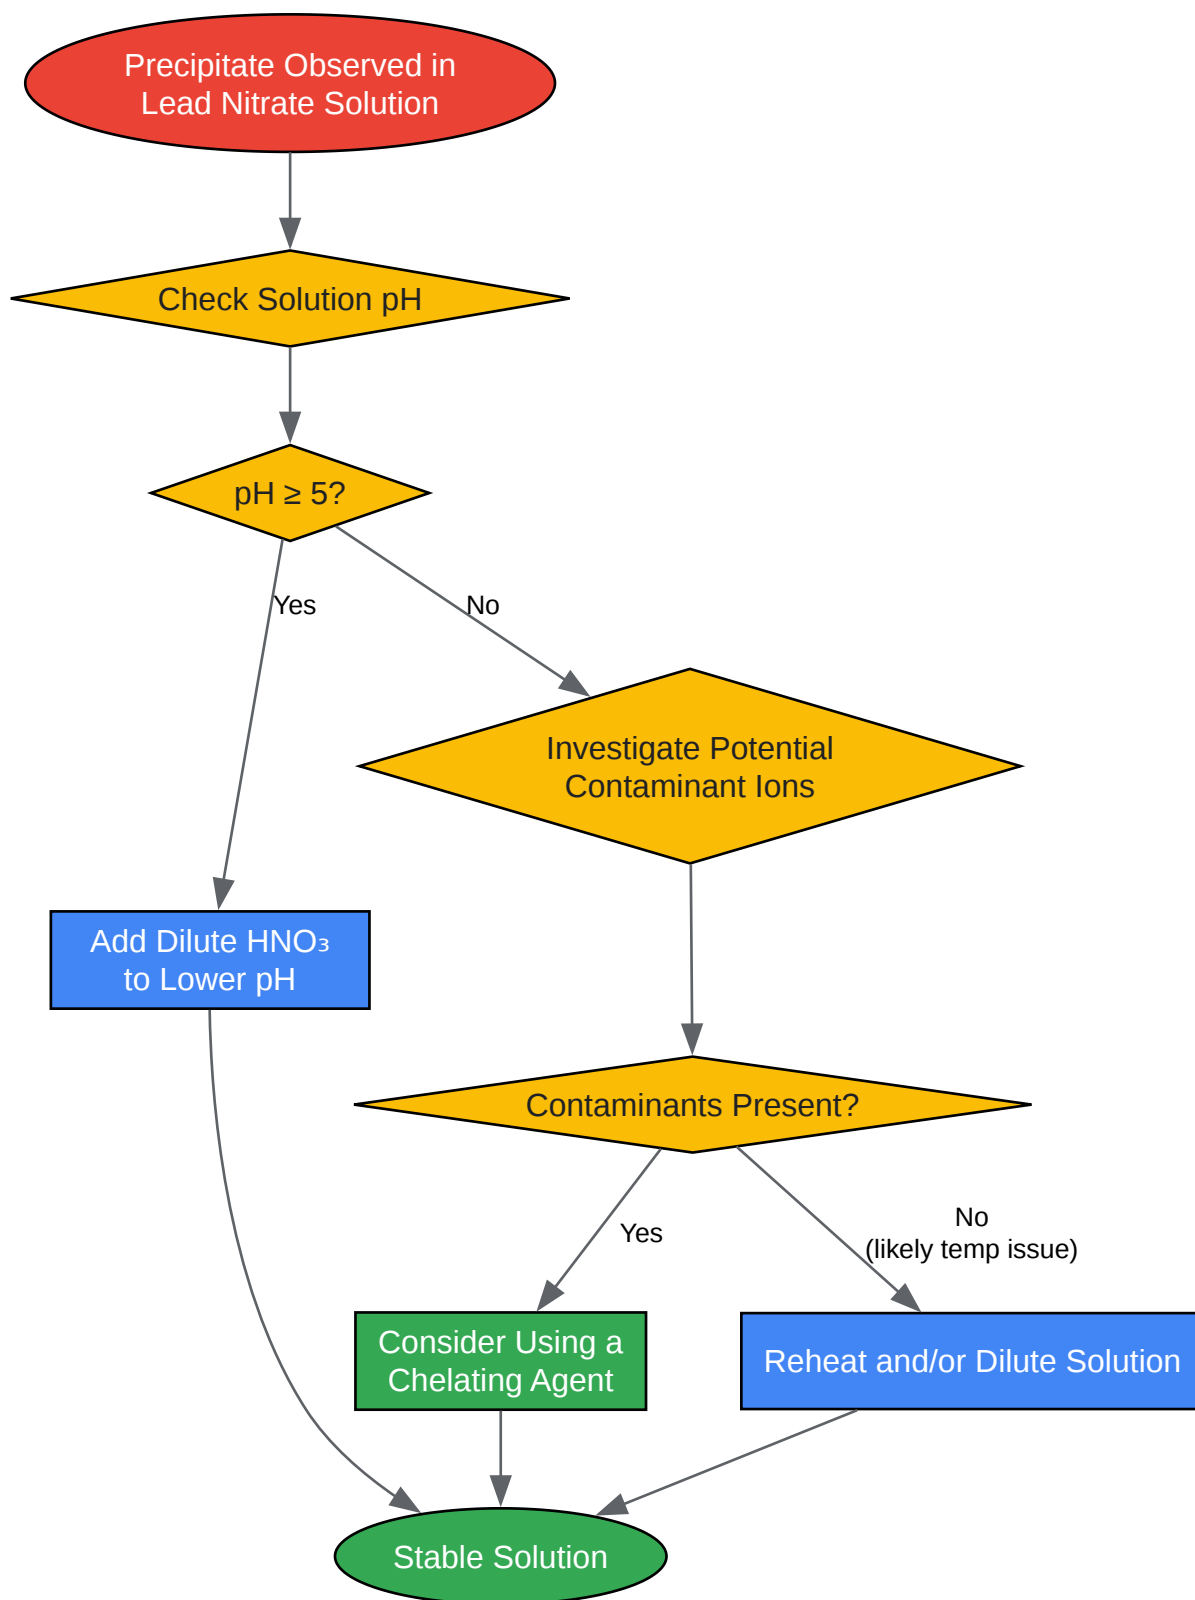 Precipitate Observed in
Lead Nitrate Solution
Check Solution pH
pH ≥ 5?
Yes
No
Investigate Potential
Contaminant Ions
Add Dilute HNO₃
to Lower pH
Contaminants Present?
Yes
No
(likely temp issue)
Consider Using a
Chelating Agent
Reheat and/or Dilute Solution
Stable Solution